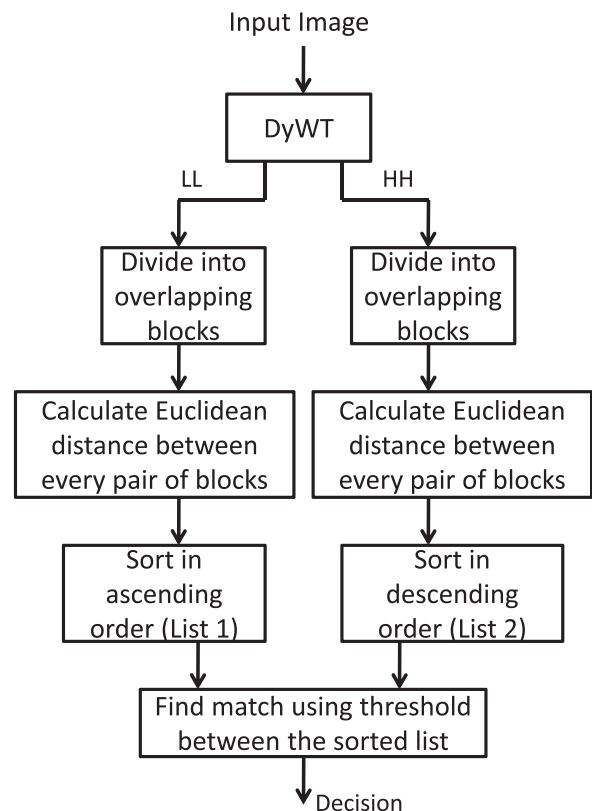 Input Image
DyWT
LL
HH
Divide into
overlapping
blocks
Divide into
overlapping
blocks
Calculate Euclidean
distance between
every pair of blocks
Calculate Euclidean
distance between
every pair of blocks
Sort in
ascending
order (List 1)
Sort in
descending
order (List 2)
Find match using threshold
between the sorted list
Decision